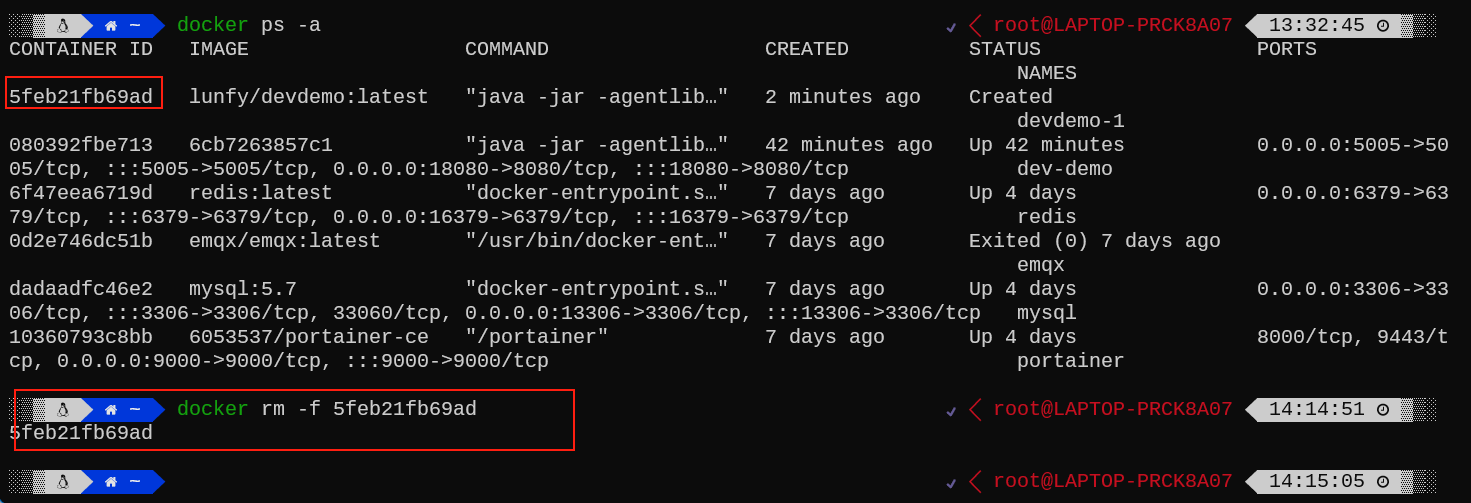 ~ docker ps -a root@LAPTOP-PRCK8A07 13:32:45
CONTAINER ID IMAGE COMMAND CREATED STATUS PORTS
NAMES
5feb21fb69ad lunfy/devdemo:latest "java -jar -agentlib…" 2 minutes ago Created
devdemo-1
080392fbe713 6cb7263857c1 "java -jar -agentlib…" 42 minutes ago Up 42 minutes 0.0.0.0:5005->50
05/tcp, :::5005->5005/tcp, 0.0.0.0:18080->8080/tcp, :::18080->8080/tcp dev-demo
6f47eea6719d redis:latest "docker-entrypoint.s…" 7 days ago Up 4 days 0.0.0.0:6379->63
79/tcp, :::6379->6379/tcp, 0.0.0.0:16379->6379/tcp, :::16379->6379/tcp redis
0d2e746dc51b emqx/emqx:latest "/usr/bin/docker-ent…" 7 days ago Exited (0) 7 days ago
emqx
dadaadfc46e2 mysql:5.7 "docker-entrypoint.s…" 7 days ago Up 4 days 0.0.0.0:3306->33
06/tcp, :::3306->3306/tcp, 33060/tcp, 0.0.0.0:13306->3306/tcp, :::13306->3306/tcp mysql
10360793c8bb 6053537/portainer-ce "/portainer" 7 days ago Up 4 days 8000/tcp, 9443/t
cp, 0.0.0.0:9000->9000/tcp, :::9000->9000/tcp portainer
~ docker rm -f 5feb21fb69ad root@LAPTOP-PRCK8A07 14:14:51
5feb21fb69ad
~ root@LAPTOP-PRCK8A07 14:15:05